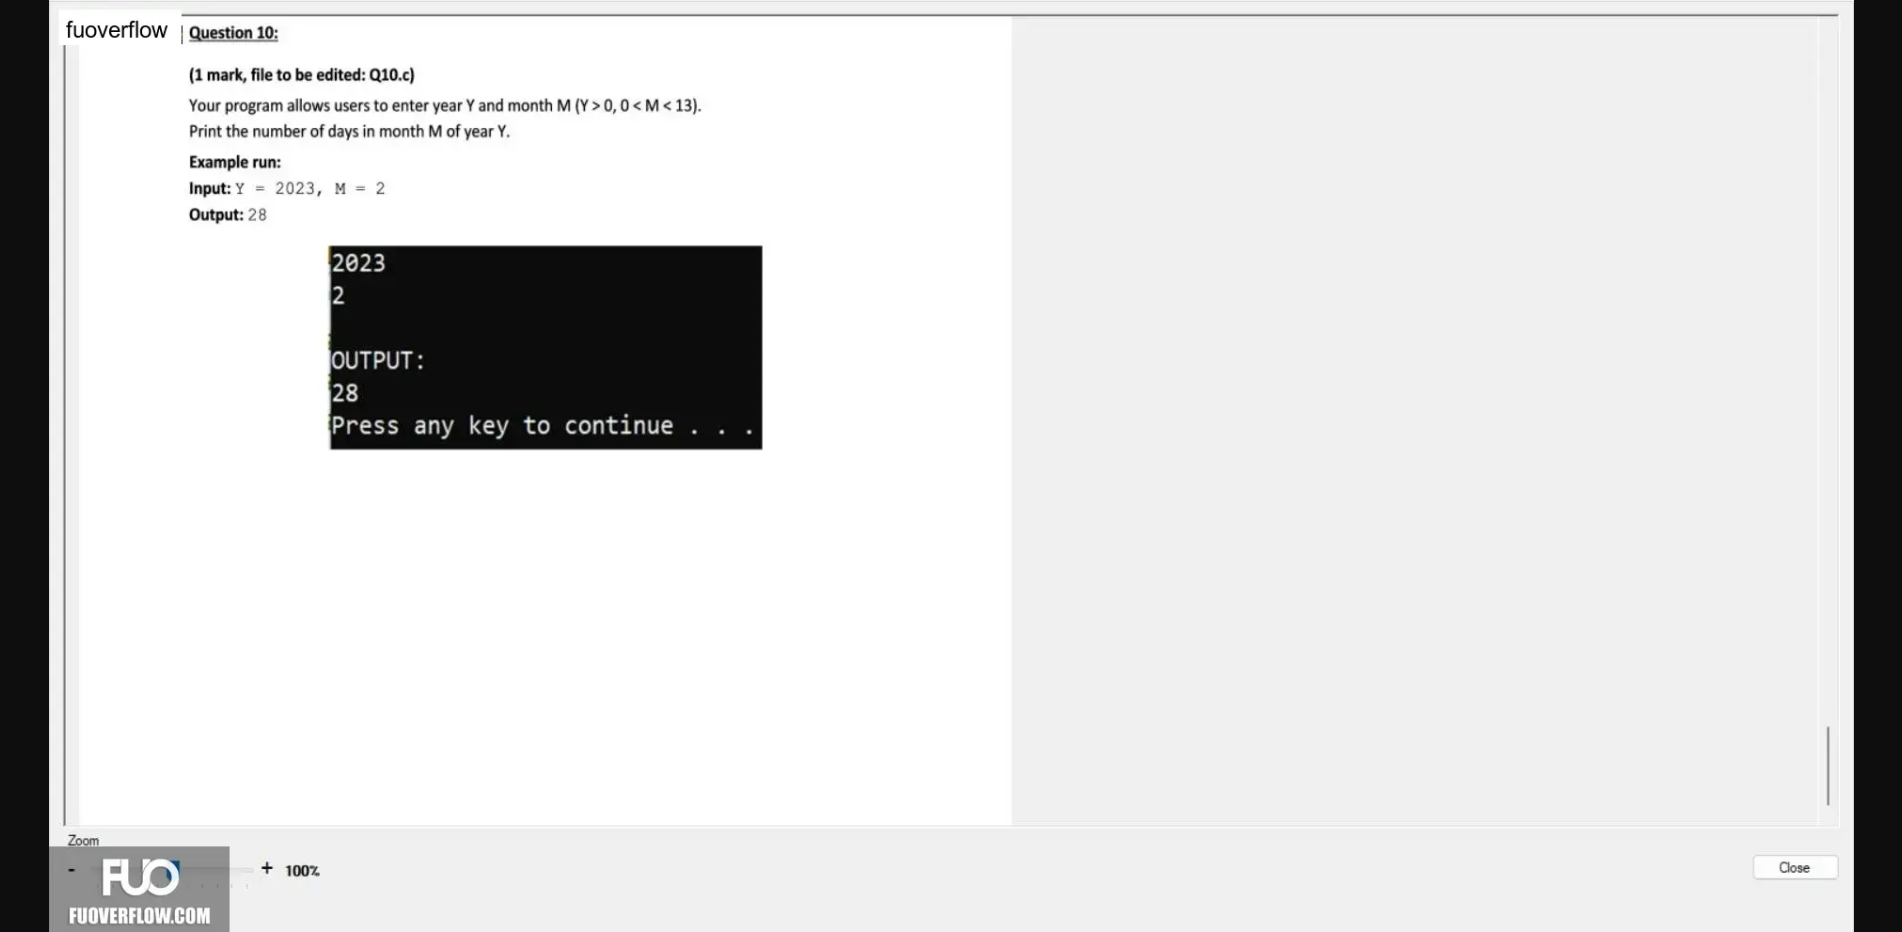 fuoverflow
Question 10:
(1 mark, file to be edited: Q10.c)
Your program allows users to enter year Y and month M (Y > 0, 0 < M < 13).
Print the number of days in month M of year Y.
Example run:
Input: Y = 2023, M = 2
Output: 28
2023
2
OUTPUT:
28
Press any key to continue . . .
Zoom
- + 100%
Close
FUO
FUOVERFLOW.COM